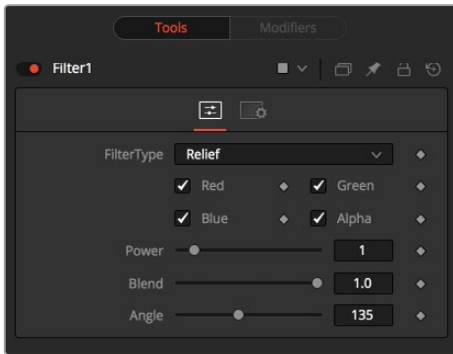 Tools Modifiers
Filter1
FilterType Relief
Red Green
Blue Alpha
Power 1
Blend 1.0
Angle 135